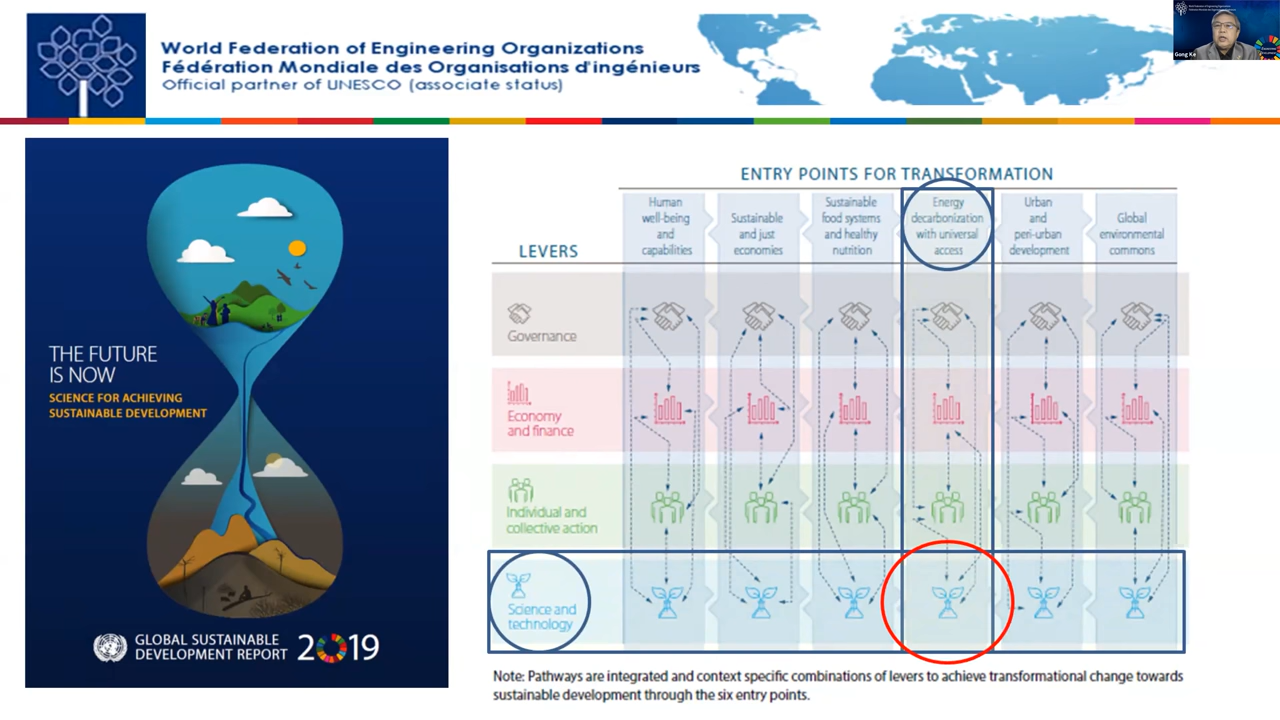 World Federation of Engineering Organizations
Fédération Mondiale des Organisations d'ingénieurs
Official partner of UNESCO (associate status)
Gong Ke
THE FUTURE
IS NOW
SCIENCE FOR ACHIEVING
SUSTAINABLE DEVELOPMENT
GLOBAL SUSTAINABLE
DEVELOPMENT REPORT 2019
ENTRY POINTS FOR TRANSFORMATION
LEVERS
Human
well-being
and
capabilities
Sustainable
and just
economies
Sustainable
food systems
and healthy
nutrition
Energy
decarbonization
with universal
access
Urban
and
peri-urban
development
Global
environmental
commons
Governance
Economy
and finance
Individual and
collective action
Science and
technology
Note: Pathways are integrated and context specific combinations of levers to achieve transformational change towards
sustainable development through the six entry points.